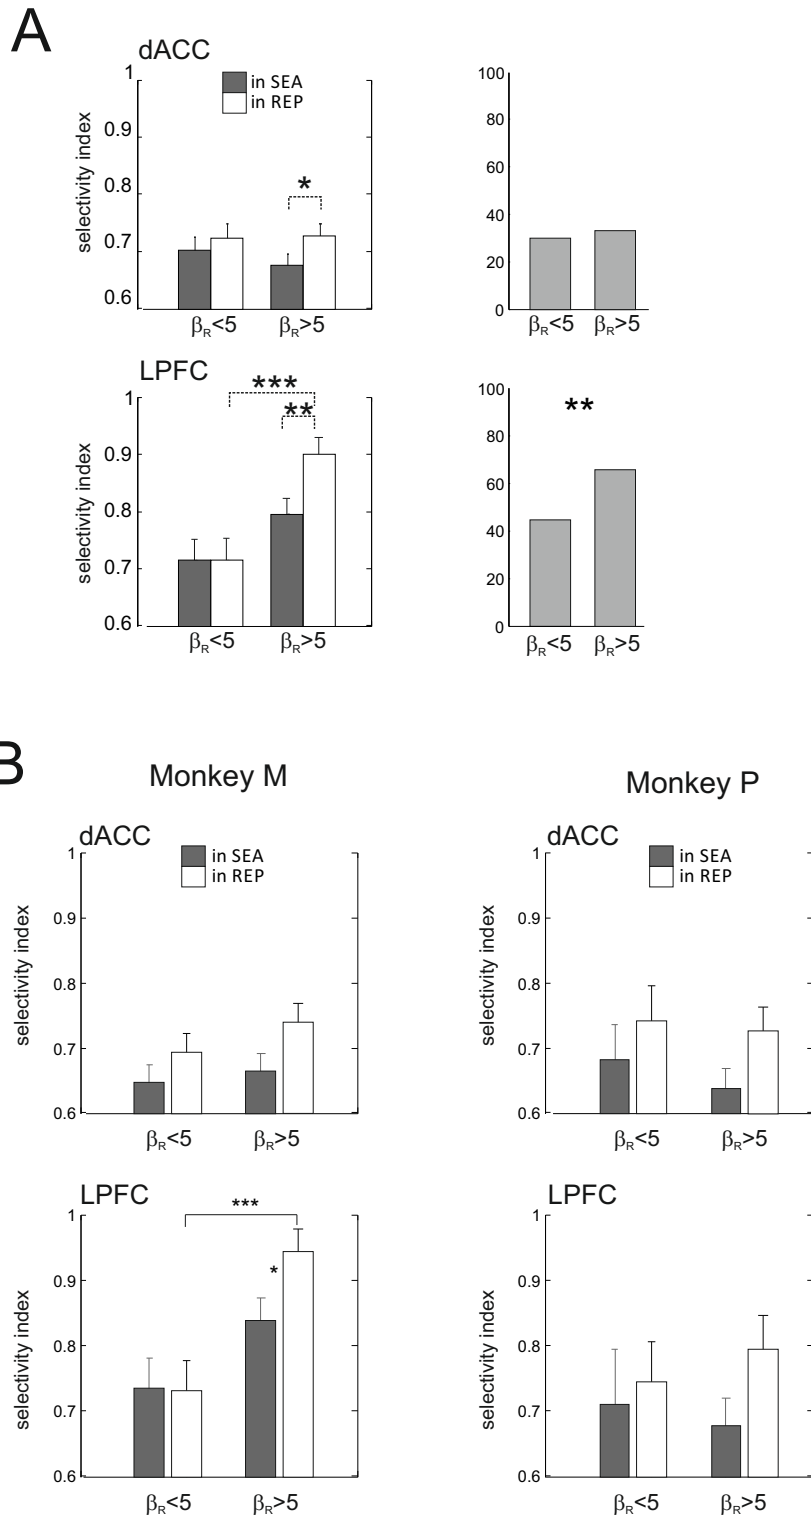 A
dACC
in SEA
in REP
selectivity index
1
0.9
0.8
0.7
0.6
*
βR<5 βR>5
100
80
60
40
20
0
βR<5 βR>5
LPFC
selectivity index
1
0.9
0.8
0.7
0.6
***
**
βR<5 βR>5
100
80
60
40
20
0
**
βR<5 βR>5
B
Monkey M
Monkey P
dACC
in SEA
in REP
selectivity index
1
0.9
0.8
0.7
0.6
βR<5 βR>5
dACC
in SEA
in REP
selectivity index
1
0.9
0.8
0.7
0.6
βR<5 βR>5
LPFC
selectivity index
1
0.9
0.8
0.7
0.6
***
*
βR<5 βR>5
LPFC
selectivity index
1
0.9
0.8
0.7
0.6
βR<5 βR>5